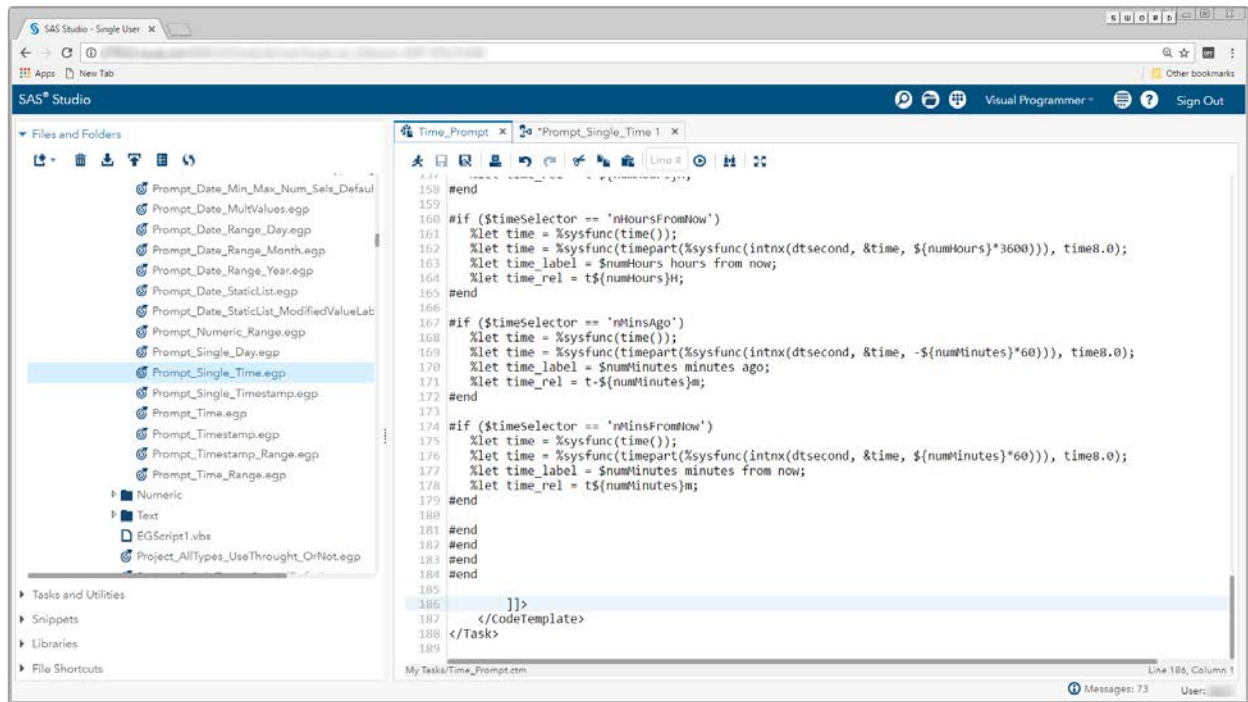 SAS Studio - Single User
S W O R D
Apps New Tab
Other bookmarks
SAS® Studio
Visual Programmer
Sign Out
Files and Folders
Time_Prompt
*Prompt_Single_Time 1
Line #
Prompt_Date_Min_Max_Num_Sels_Defaul
Prompt_Date_MultValues.egp
Prompt_Date_Range_Day.egp
Prompt_Date_Range_Month.egp
Prompt_Date_Range_Year.egp
Prompt_Date_StaticList.egp
Prompt_Date_StaticList_ModifiedValueLab
Prompt_Numeric_Range.egp
Prompt_Single_Day.egp
Prompt_Single_Time.egp
Prompt_Single_Timestamp.egp
Prompt_Time.egp
Prompt_Timestamp.egp
Prompt_Timestamp_Range.egp
Prompt_Time_Range.egp
Numeric
Text
EGScript1.vbs
Project_AllTypes_UseThrought_OrNot.egp
Tasks and Utilities
Snippets
Libraries
File Shortcuts
158 #end
159
160 #if ($timeSelector == 'nHoursFromNow')
161 %let time = %sysfunc(time());
162 %let time = %sysfunc(timepart(%sysfunc(intnx(dtsecond, &time, ${numHours}*3600))), time8.0);
163 %let time_label = $numHours hours from now;
164 %let time_rel = t${numHours}H;
165 #end
166
167 #if ($timeSelector == 'nMinsAgo')
168 %let time = %sysfunc(time());
169 %let time = %sysfunc(timepart(%sysfunc(intnx(dtsecond, &time, -${numMinutes}*60))), time8.0);
170 %let time_label = $numMinutes minutes ago;
171 %let time_rel = t-${numMinutes}m;
172 #end
173
174 #if ($timeSelector == 'nMinsFromNow')
175 %let time = %sysfunc(time());
176 %let time = %sysfunc(timepart(%sysfunc(intnx(dtsecond, &time, ${numMinutes}*60))), time8.0);
177 %let time_label = $numMinutes minutes from now;
178 %let time_rel = t${numMinutes}m;
179 #end
180
181 #end
182 #end
183 #end
184 #end
185
186 ]]>
187 </CodeTemplate>
188 </Task>
189
My Tasks/Time_Prompt.ctm
Line 186, Column 1
Messages: 73
User: